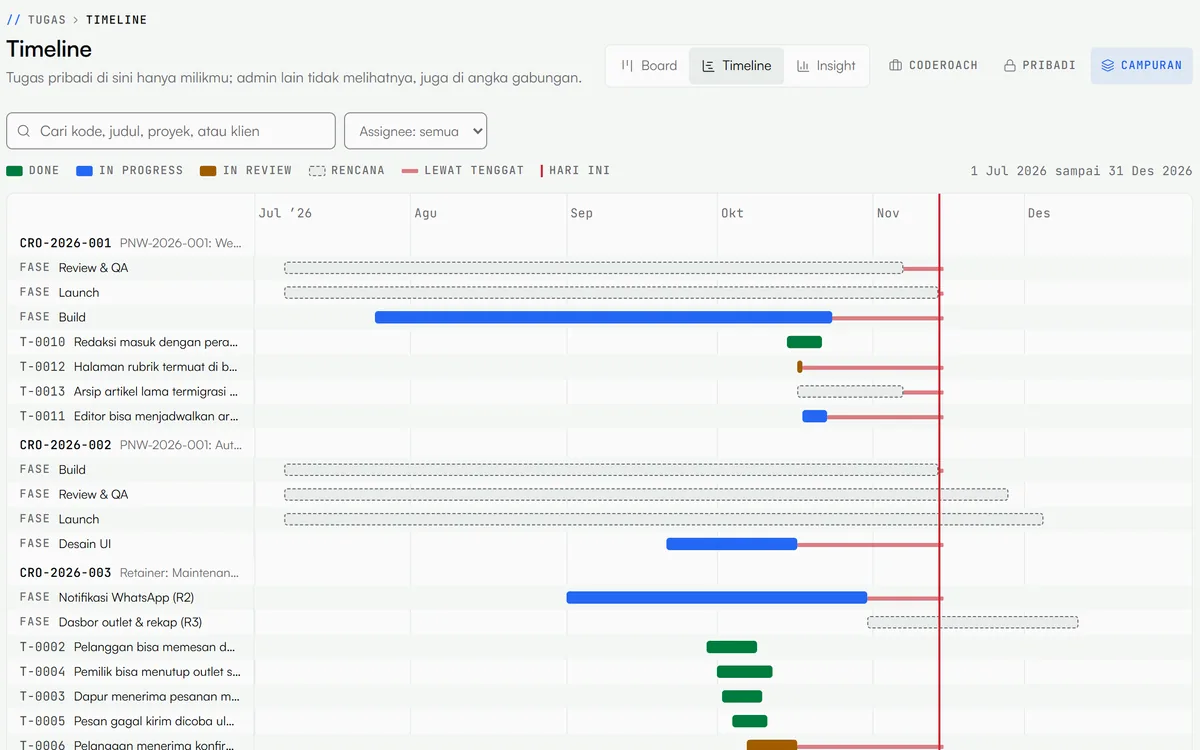 // TUGAS > TIMELINE
Timeline
Tugas pribadi di sini hanya milikmu; admin lain tidak melihatnya, juga di angka gabungan.
Board Timeline Insight CODEROACH PRIBADI CAMPURAN
Cari kode, judul, proyek, atau klien
Assignee: semua
DONE IN PROGRESS IN REVIEW RENCANA LEWAT TENGGAT HARI INI
1 Jul 2026 sampai 31 Des 2026
Jul ’26 Agu Sep Okt Nov Des
CRO-2026-001 PNW-2026-001: We…
FASE Review & QA
FASE Launch
FASE Build
T-0010 Redaksi masuk dengan pera…
T-0012 Halaman rubrik termuat di b…
T-0013 Arsip artikel lama termigrasi …
T-0011 Editor bisa menjadwalkan ar…
CRO-2026-002 PNW-2026-001: Aut…
FASE Build
FASE Review & QA
FASE Launch
FASE Desain UI
CRO-2026-003 Retainer: Maintenan…
FASE Notifikasi WhatsApp (R2)
FASE Dasbor outlet & rekap (R3)
T-0002 Pelanggan bisa memesan d…
T-0004 Pemilik bisa menutup outlet s…
T-0003 Dapur menerima pesanan m…
T-0005 Pesan gagal kirim dicoba ul…
T-0006 Pelanggan menerima konfir…